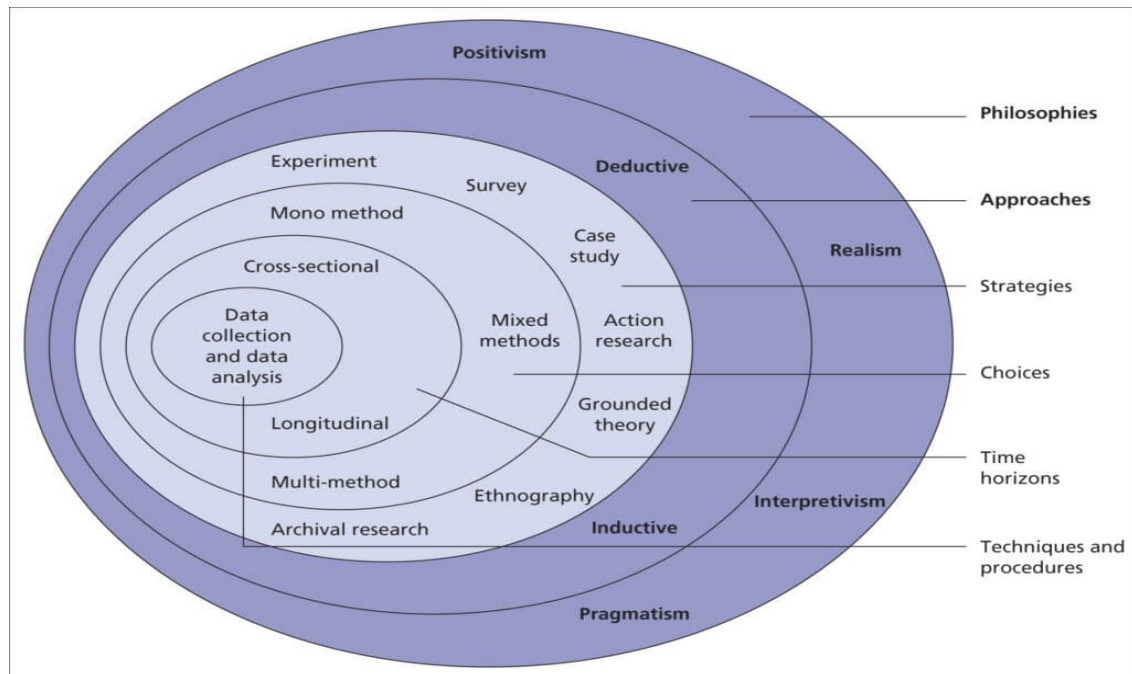 Positivism
Philosophies
Experiment
Deductive
Survey
Approaches
Mono method
Case
study
Realism
Cross-sectional
Strategies
Data
collection
and data
analysis
Mixed
methods
Action
research
Choices
Grounded
theory
Longitudinal
Time
horizons
Multi-method
Ethnography
Interpretivism
Archival research
Inductive
Techniques and
procedures
Pragmatism